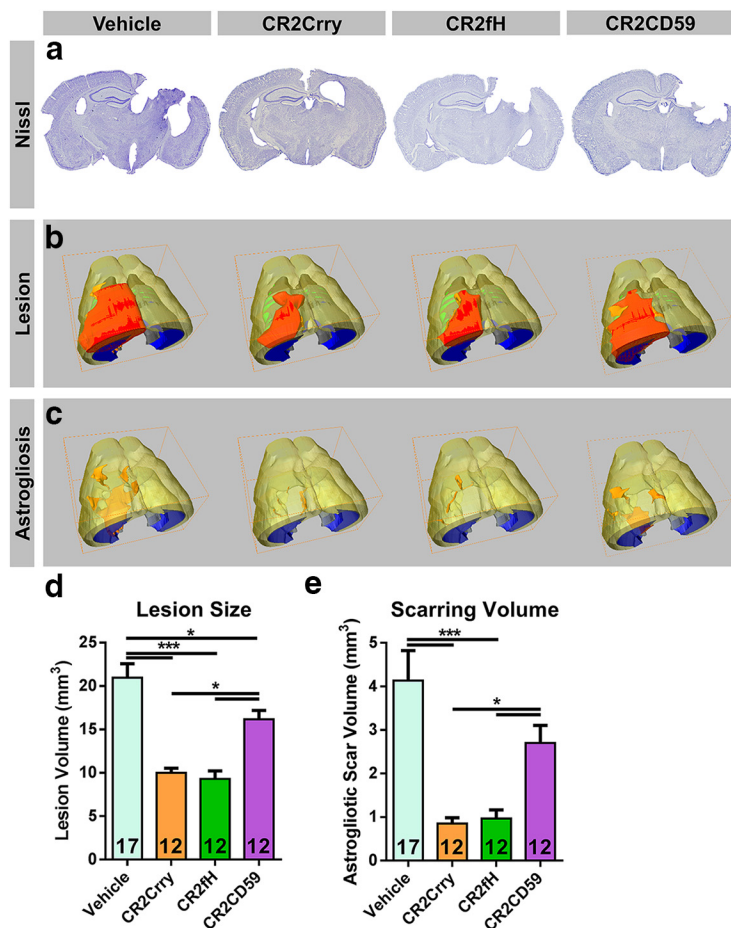 Vehicle CR2Crry CR2fH CR2CD59
a
Nissl
b
Lesion
c
Astrogliosis
d
Lesion Size
*
***
*
Lesion Volume (mm³)
25
20
15
10
5
0
17 12 12 12
Vehicle CR2Crry CR2fH CR2CD59
e
Scarring Volume
***
*
Astrogliotic Scar Volume (mm³)
5
4
3
2
1
0
17 12 12 12
Vehicle CR2Crry CR2fH CR2CD59